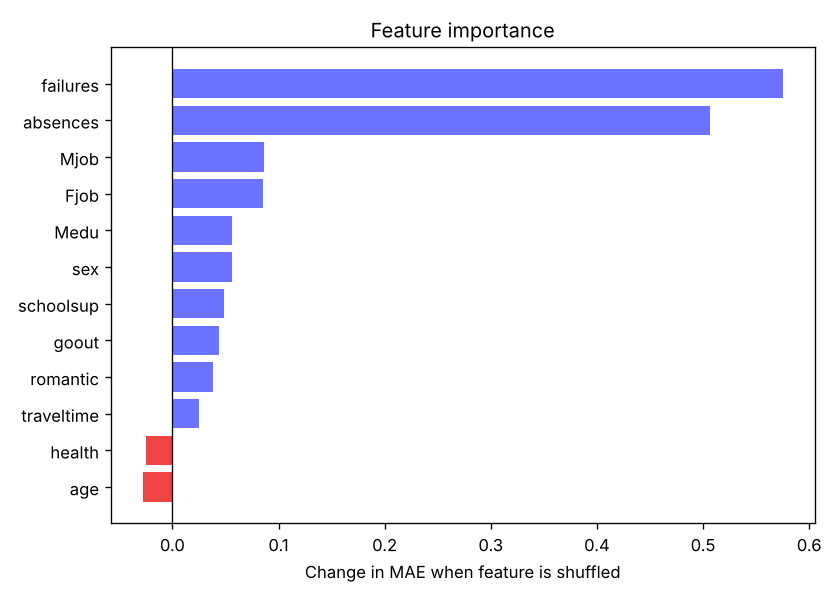 Feature importance
failures
absences
Mjob
Fjob
Medu
sex
schoolsup
goout
romantic
traveltime
health
age
0.0 0.1 0.2 0.3 0.4 0.5 0.6
Change in MAE when feature is shuffled